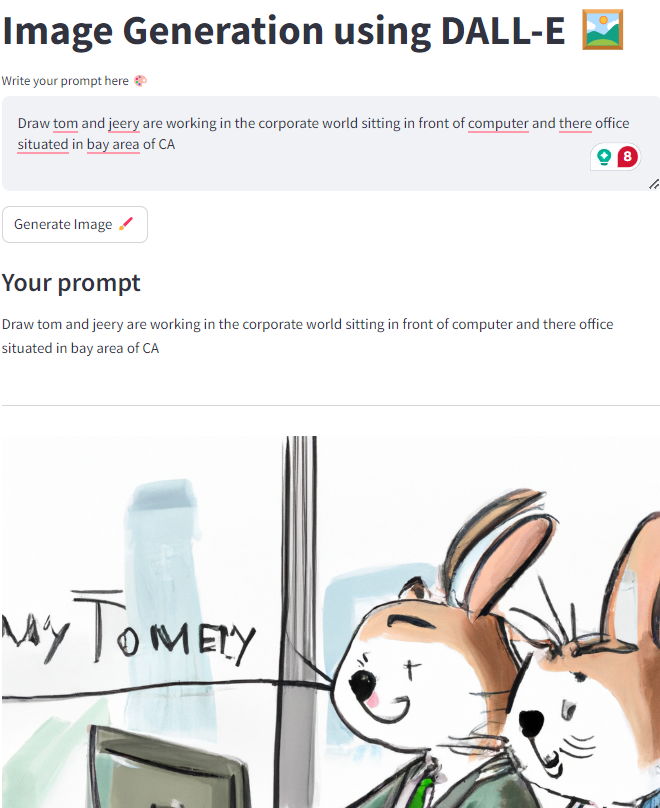 Image Generation using DALL-E
Write your prompt here
Draw tom and jeery are working in the corporate world sitting in front of computer and there office
situated in bay area of CA
8
Generate Image
Your prompt
Draw tom and jeery are working in the corporate world sitting in front of computer and there office
situated in bay area of CA
TOMETY